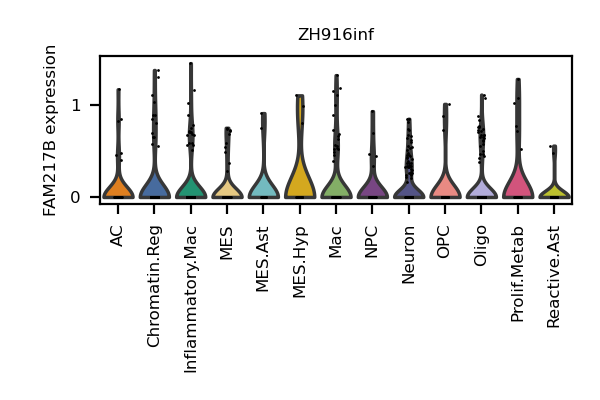 ZH916inf
FAM217B expression
1
0
AC
Chromatin.Reg
Inflammatory.Mac
MES
MES.Ast
MES.Hyp
Mac
NPC
Neuron
OPC
Oligo
Prolif.Metab
Reactive.Ast